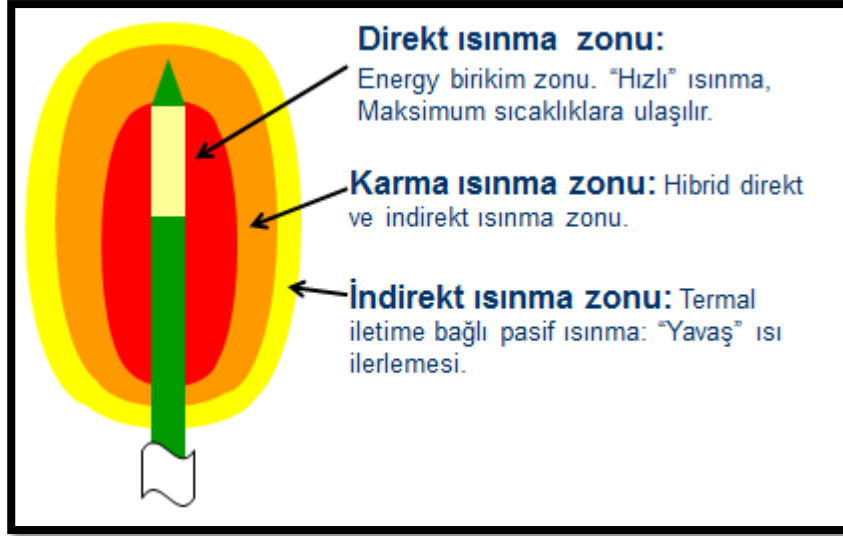 Direkt ısınma zonu:
Energy birikim zonu. “Hızlı” ısınma,
Maksimum sıcaklıklara ulaşılır.
Karma ısınma zonu: Hibrid direkt
ve indirekt ısınma zonu.
İndirekt ısınma zonu: Termal
iletime bağlı pasif ısınma: “Yavaş” ısı
ilerlemesi.